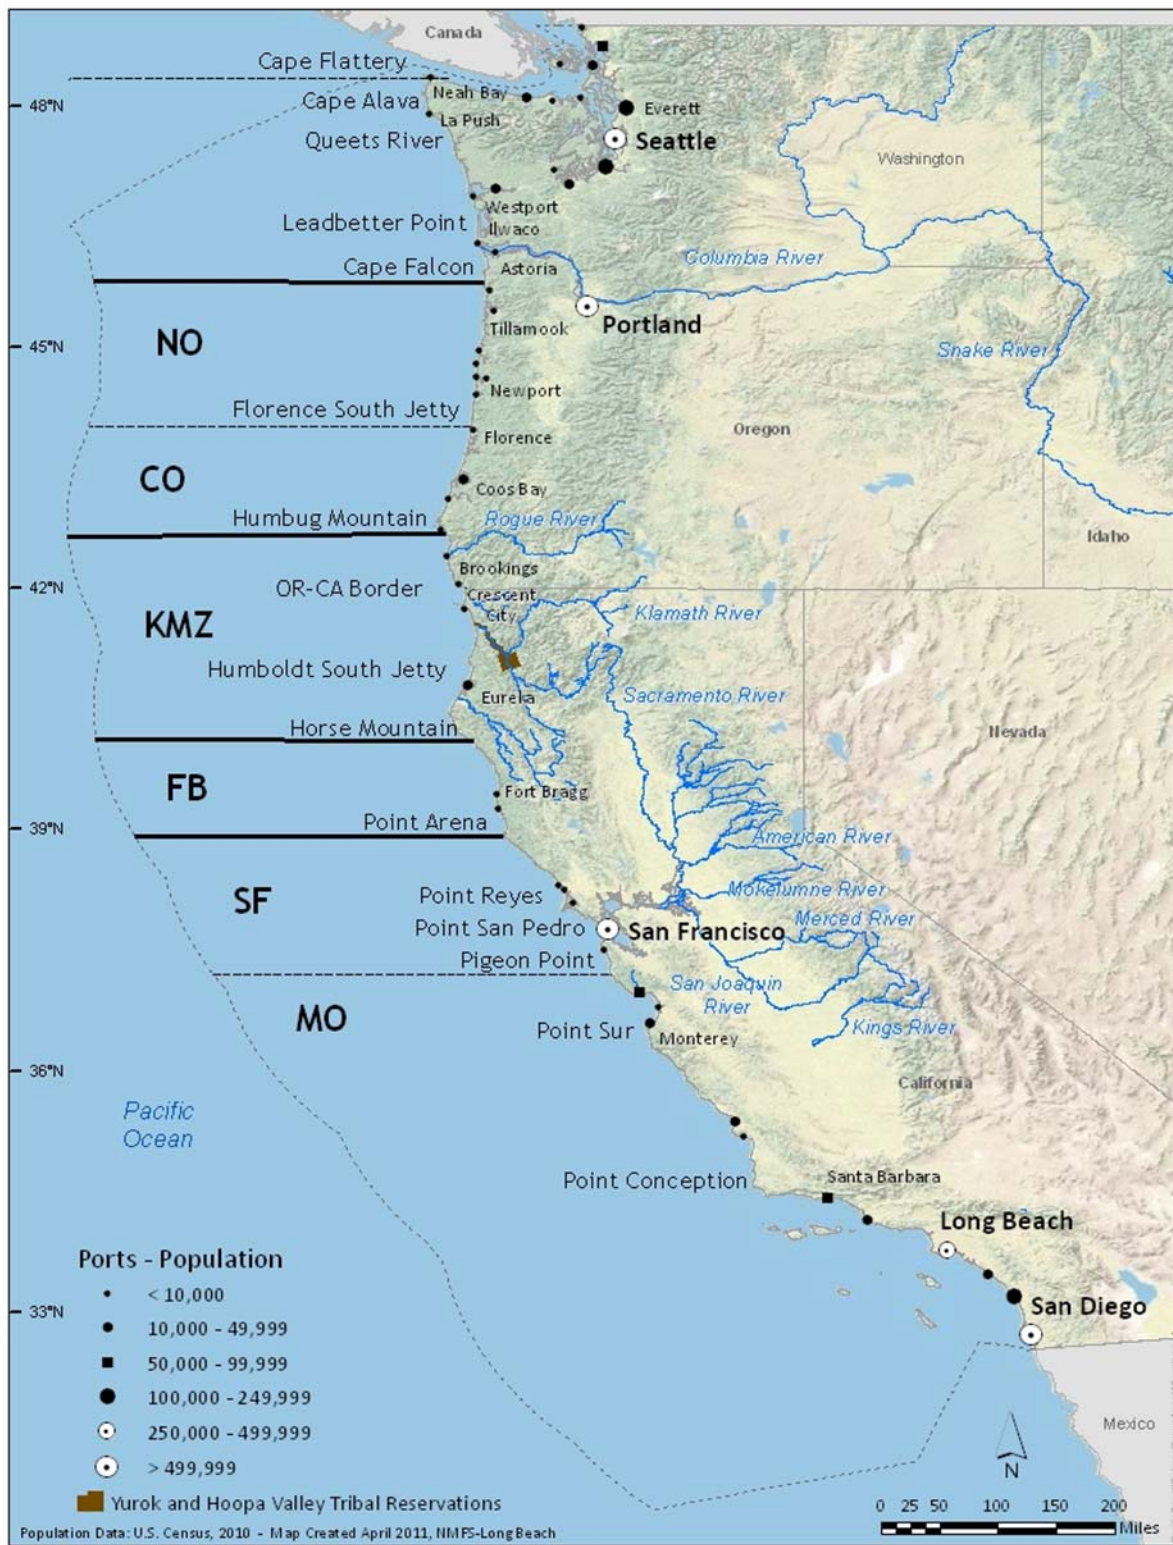 Canada
Cape Flattery
Neah Bay
48°N
Cape Alava
Everett
La Push
Queets River
Seattle
Washington
Westport
Leadbetter Point
Ilwaco
Columbia River
Cape Falcon
Astoria
Portland
Tillamook
NO
45°N
Snake River
Newport
Florence South Jetty
Oregon
Florence
CO
Coos Bay
Humbug Mountain
Rogue River
Idaho
Brookings
42°N
OR-CA Border
Crescent
City
Klamath River
KMZ
Humboldt South Jetty
Eureka
Sacramento River
Horse Mountain
Nevada
FB
Fort Bragg
Point Arena
39°N
American River
Mokelumne River
SF
Point Reyes
Merced River
Point San Pedro
San Francisco
Pigeon Point
San Joaquin
River
MO
Point Sur
Kings River
Monterey
36°N
California
Pacific
Ocean
Point Conception
Santa Barbara
Long Beach
San Diego
33°N
Mexico
Ports - Population
< 10,000
10,000 - 49,999
50,000 - 99,999
100,000 - 249,999
250,000 - 499,999
> 499,999
Yurok and Hoopa Valley Tribal Reservations
N
0 25 50 100 150 200
Miles
Population Data: U.S. Census, 2010 - Map Created April 2011, NMFS-Long Beach